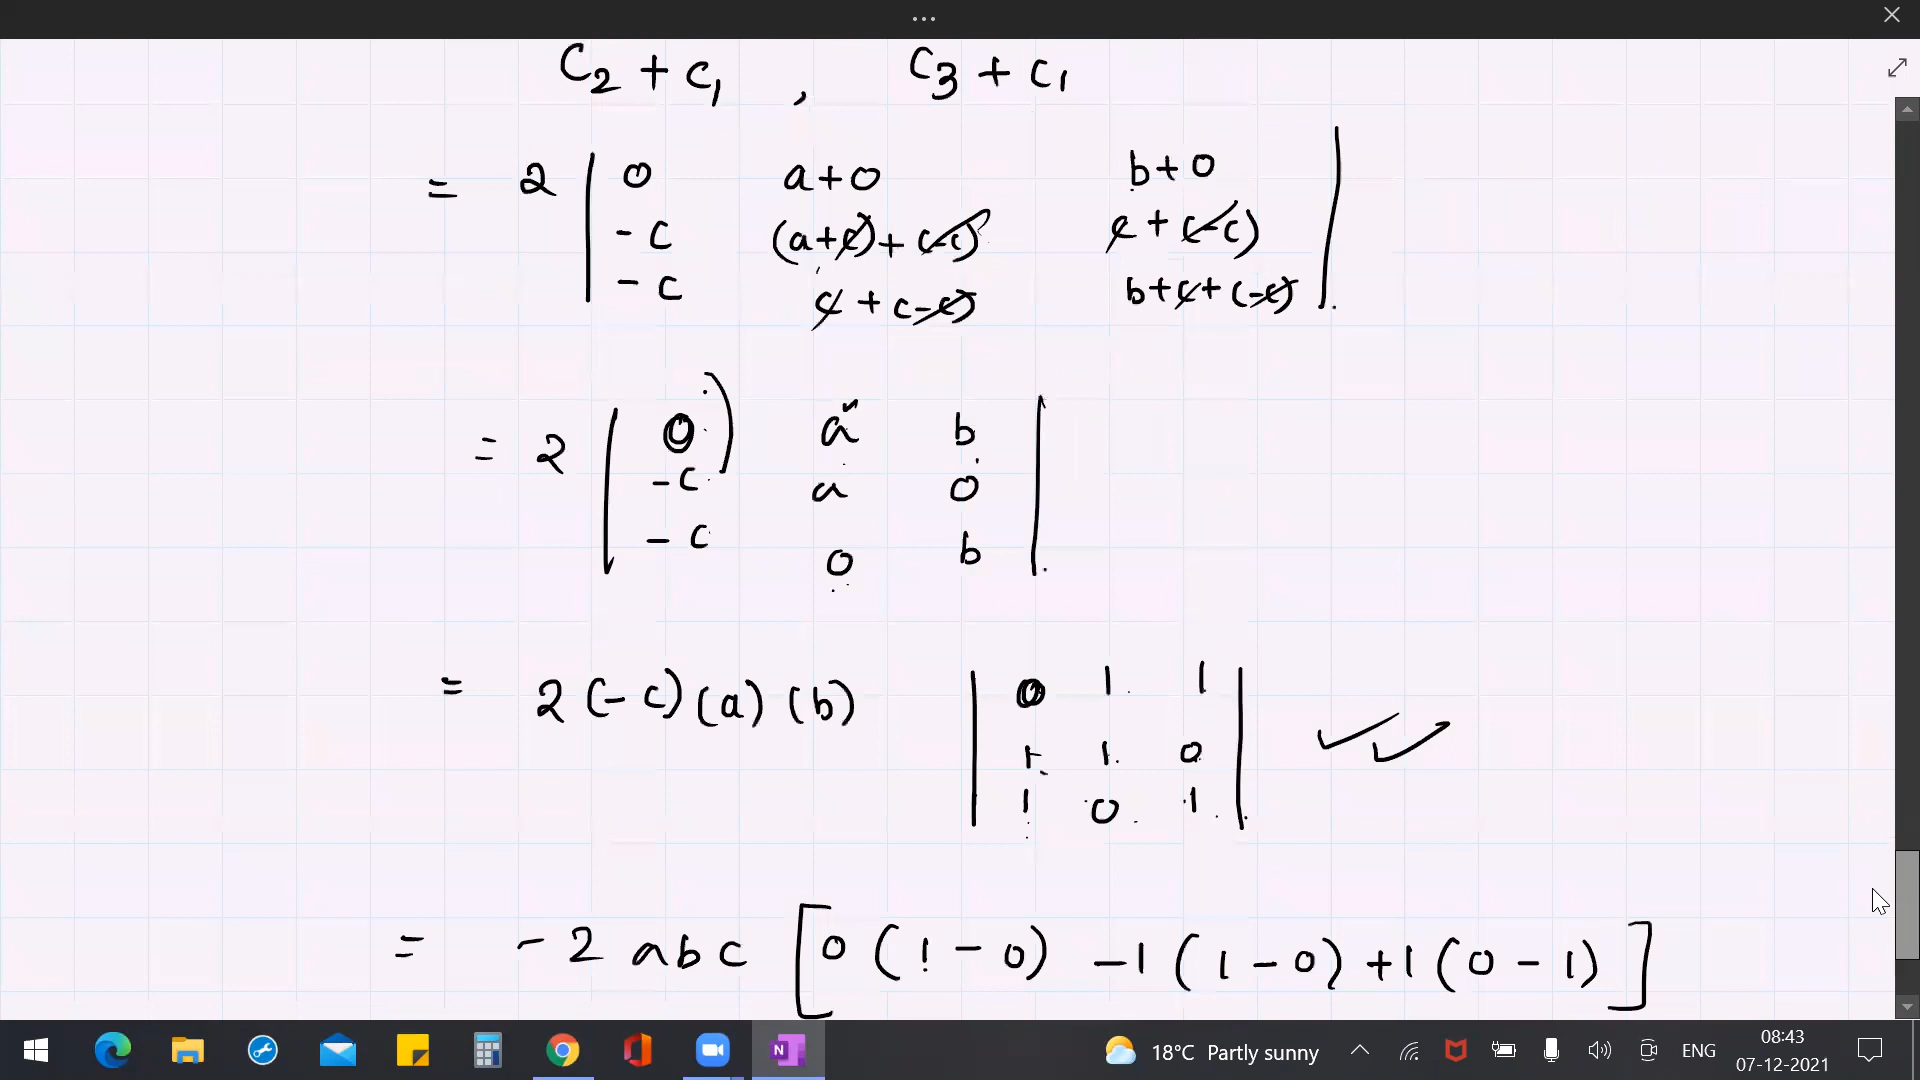 C₂ + C₁ , C₃ + C₁
= 2 | 0 a+0 b+0 |
| -c (a+c)+(-c) c+(-c) |
| -c c+(-c) b+c+(-c) |
= 2 | 0 a b |
| -c a 0 |
| -c 0 b |
= 2 (-c) (a) (b) | 0 1 1 |
| 1 1 0 |
| 1 0 1 |
= -2 abc [ 0 (1-0) -1 (1-0) +1 (0-1) ]
18°C Partly sunny
ENG
08:43
07-12-2021